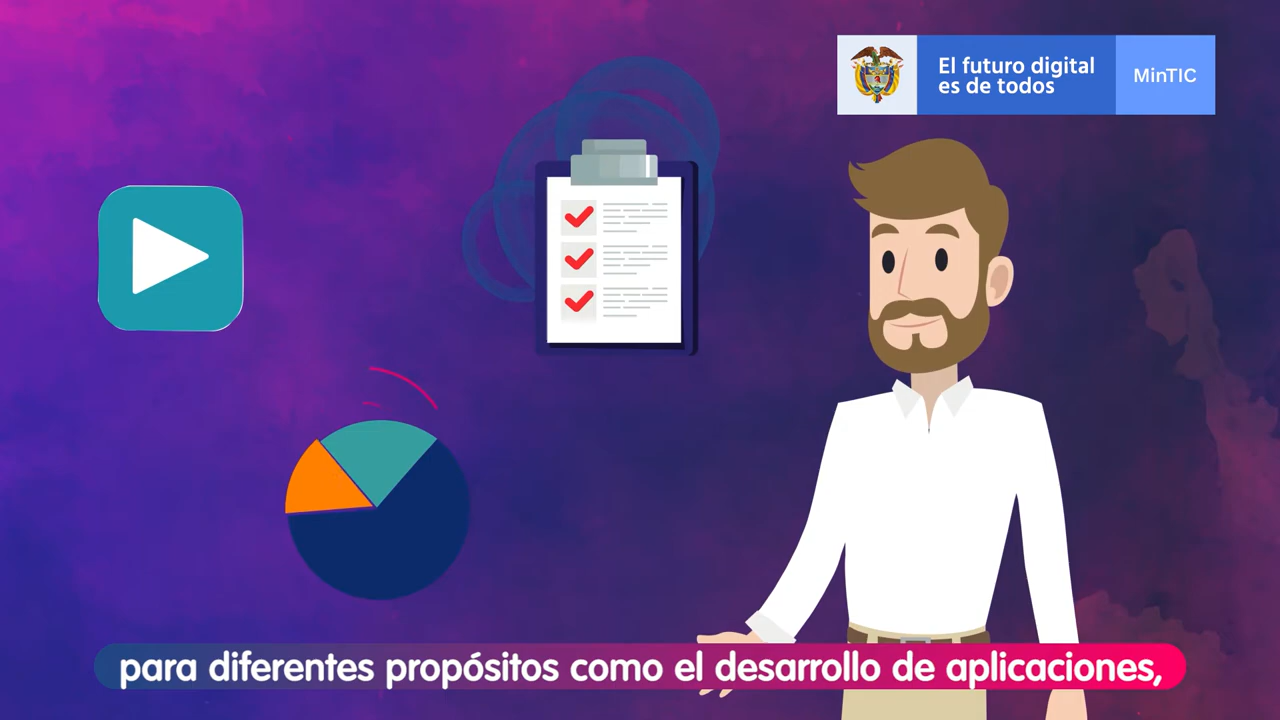 El futuro digital
es de todos
MinTIC
para diferentes propósitos como el desarrollo de aplicaciones,